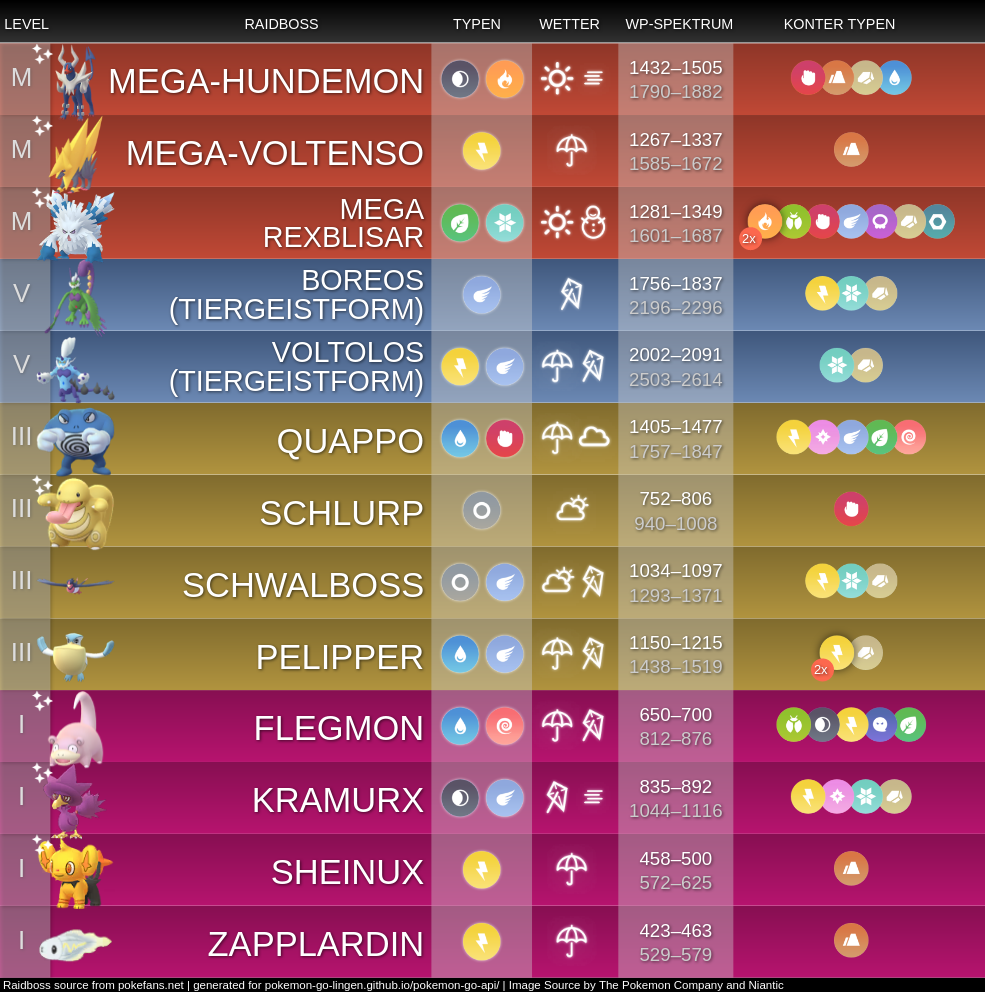 LEVEL RAIDBOSS TYPEN WETTER WP-SPEKTRUM KONTER TYPEN
M MEGA-HUNDEMON 1432–1505
1790–1882
M MEGA-VOLTENSO 1267–1337
1585–1672
M MEGA
REXBLISAR 1281–1349
1601–1687 2x
V BOREOS
(TIERGEISTFORM) 1756–1837
2196–2296
V VOLTOLOS
(TIERGEISTFORM) 2002–2091
2503–2614
III QUAPPO 1405–1477
1757–1847
III SCHLURP 752–806
940–1008
III SCHWALBOSS 1034–1097
1293–1371
III PELIPPER 1150–1215
1438–1519 2x
I FLEGMON 650–700
812–876
I KRAMURX 835–892
1044–1116
I SHEINUX 458–500
572–625
I ZAPPLARDIN 423–463
529–579
Raidboss source from pokefans.net | generated for pokemon-go-lingen.github.io/pokemon-go-api/ | Image Source by The Pokemon Company and Niantic